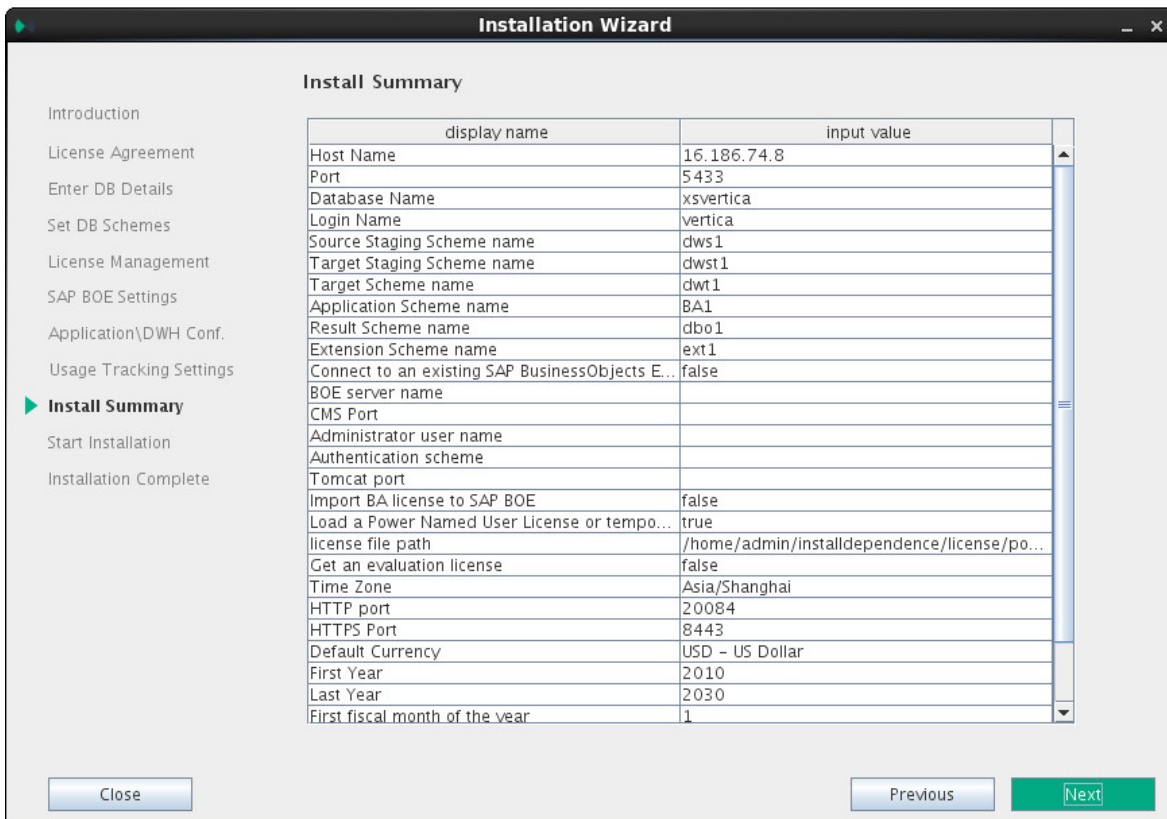 Installation Wizard
Install Summary
Introduction
License Agreement
Enter DB Details
Set DB Schemes
License Management
SAP BOE Settings
Application\DWH Conf.
Usage Tracking Settings
Install Summary
Start Installation
Installation Complete
display name input value
Host Name 16.186.74.8
Port 5433
Database Name xsvertica
Login Name vertica
Source Staging Scheme name dws1
Target Staging Scheme name dwst1
Target Scheme name dwt1
Application Scheme name BA1
Result Scheme name dbo1
Extension Scheme name ext1
Connect to an existing SAP BusinessObjects E... false
BOE server name
CMS Port
Administrator user name
Authentication scheme
Tomcat port
Import BA license to SAP BOE false
Load a Power Named User License or tempo... true
license file path /home/admin/installdependence/license/po...
Get an evaluation license false
Time Zone Asia/Shanghai
HTTP port 20084
HTTPS Port 8443
Default Currency USD – US Dollar
First Year 2010
Last Year 2030
First fiscal month of the year 1
Close Previous Next